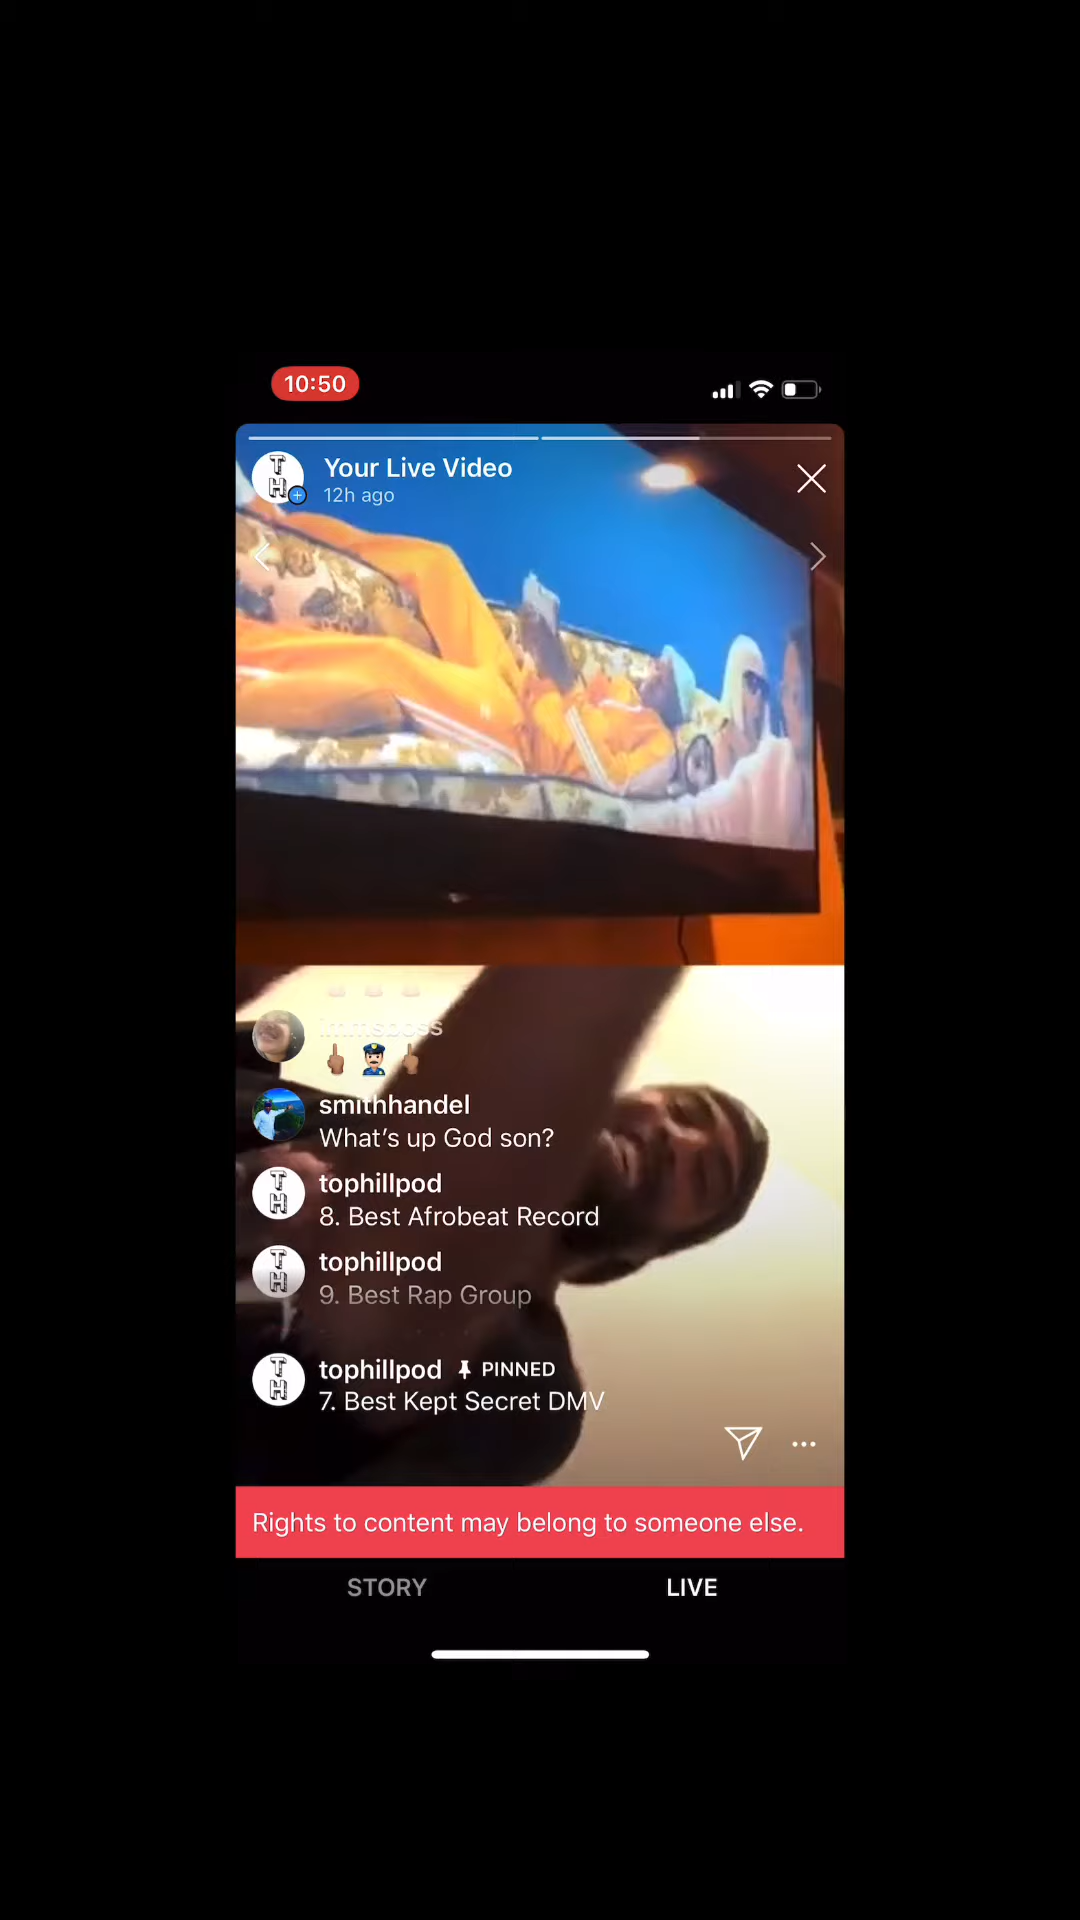 10:50
Your Live Video
12h ago
immsboss
smithhandel
What's up God son?
tophillpod
8. Best Afrobeat Record
tophillpod
9. Best Rap Group
tophillpod PINNED
7. Best Kept Secret DMV
Rights to content may belong to someone else.
STORY LIVE